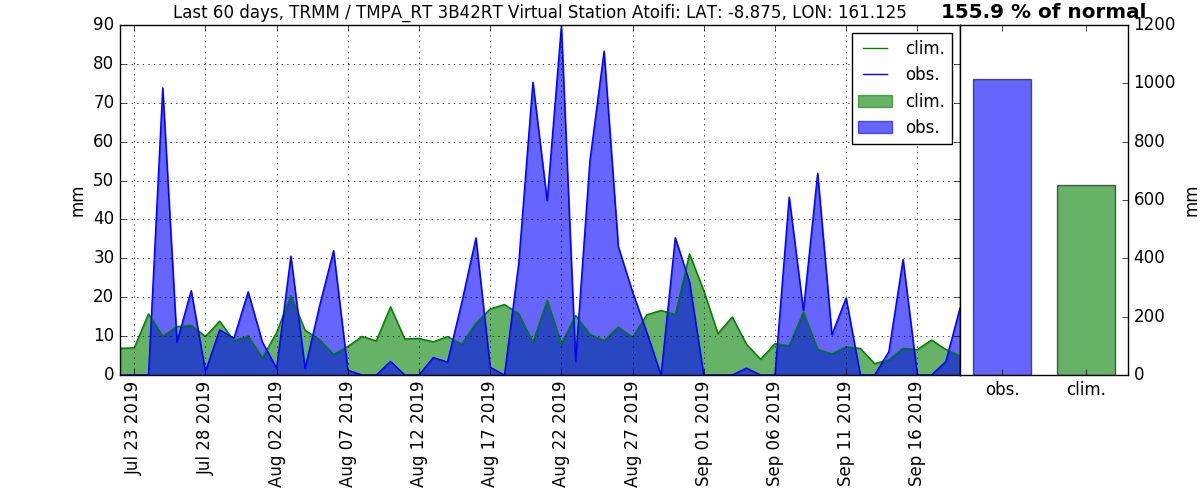 Last 60 days, TRMM / TMPA_RT 3B42RT Virtual Station Atoifi: LAT: -8.875, LON: 161.125
155.9 % of normal
90
80
70
60
50
40
30
20
10
0
mm
clim.
obs.
clim.
obs.
1200
1000
800
600
400
200
0
mm
obs.
clim.
Jul 23 2019
Jul 28 2019
Aug 02 2019
Aug 07 2019
Aug 12 2019
Aug 17 2019
Aug 22 2019
Aug 27 2019
Sep 01 2019
Sep 06 2019
Sep 11 2019
Sep 16 2019